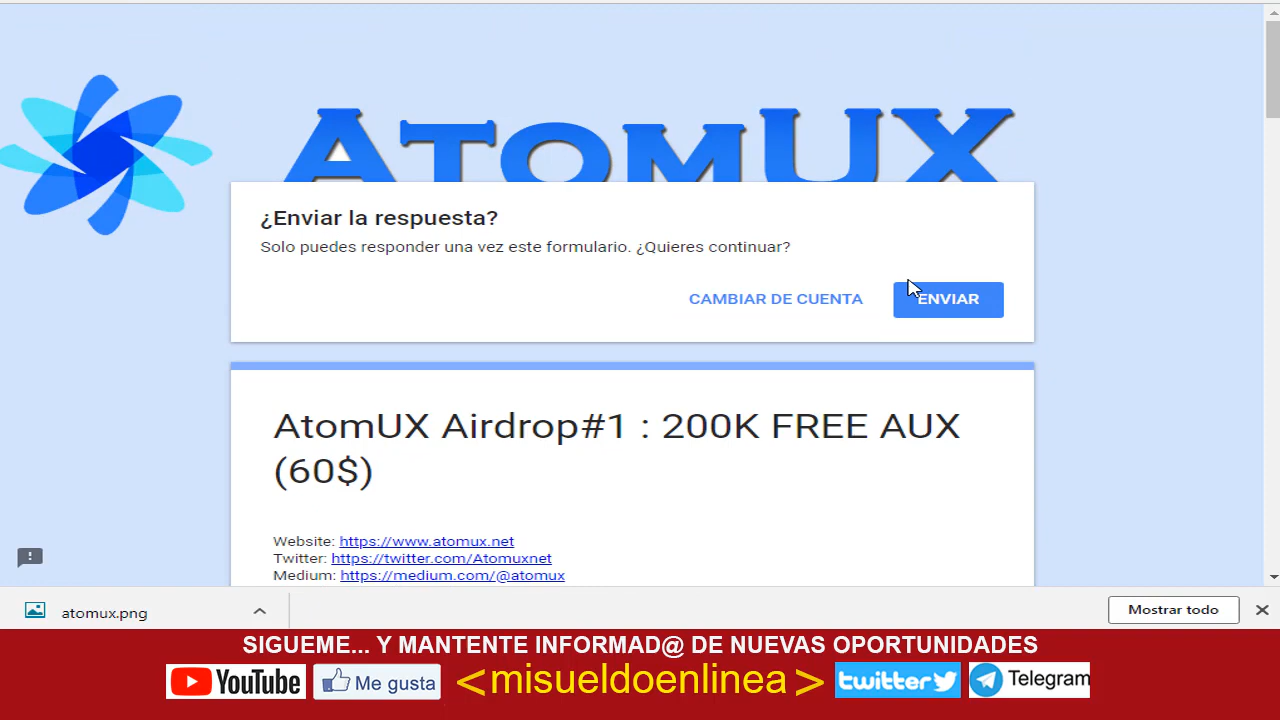 ATOMUX
¿Enviar la respuesta?
Solo puedes responder una vez este formulario. ¿Quieres continuar?
CAMBIAR DE CUENTA
ENVIAR
AtomUX Airdrop#1 : 200K FREE AUX
(60$)
Website: https://www.atomux.net
Twitter: https://twitter.com/Atomuxnet
Medium: https://medium.com/@atomux
atomux.png
Mostrar todo
SIGUEME... Y MANTENTE INFORMAD@ DE NUEVAS OPORTUNIDADES
YouTube
Me gusta
<misueldoenlinea>
twitter
Telegram